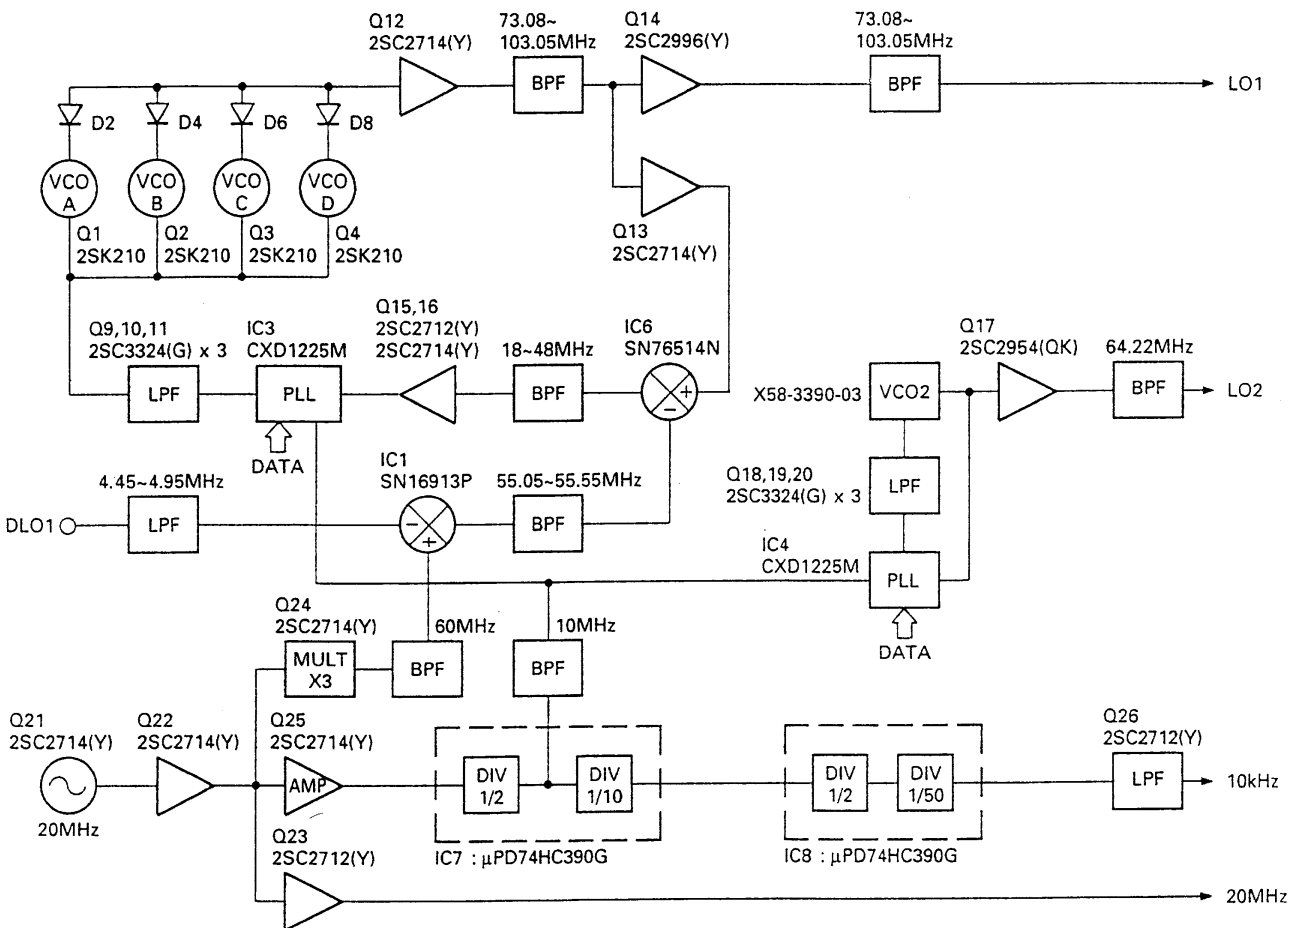 Q12
2SC2714(Y)
73.08~
103.05MHz
Q14
2SC2996(Y)
73.08~
103.05MHz
BPF
BPF
LO1
D2
D4
D6
D8
VCO
A
VCO
B
VCO
C
VCO
D
Q1
2SK210
Q2
2SK210
Q3
2SK210
Q4
2SK210
Q13
2SC2714(Y)
Q9,10,11
2SC3324(G) x 3
IC3
CXD1225M
Q15,16
2SC2712(Y)
2SC2714(Y)
18~48MHz
IC6
SN76514N
Q17
2SC2954(QK)
64.22MHz
LPF
PLL
BPF
+
−
X58-3390-03
VCO2
BPF
LO2
DATA
4.45~4.95MHz
IC1
SN16913P
55.05~55.55MHz
Q18,19,20
2SC3324(G) x 3
LPF
DLO1
LPF
−
+
BPF
IC4
CXD1225M
PLL
DATA
Q24
2SC2714(Y)
60MHz
10MHz
MULT
X3
BPF
BPF
Q21
2SC2714(Y)
Q22
2SC2714(Y)
Q25
2SC2714(Y)
Q26
2SC2712(Y)
AMP
DIV
1/2
DIV
1/10
DIV
1/2
DIV
1/50
LPF
10kHz
20MHz
Q23
2SC2712(Y)
IC7 : μPD74HC390G
IC8 : μPD74HC390G
20MHz